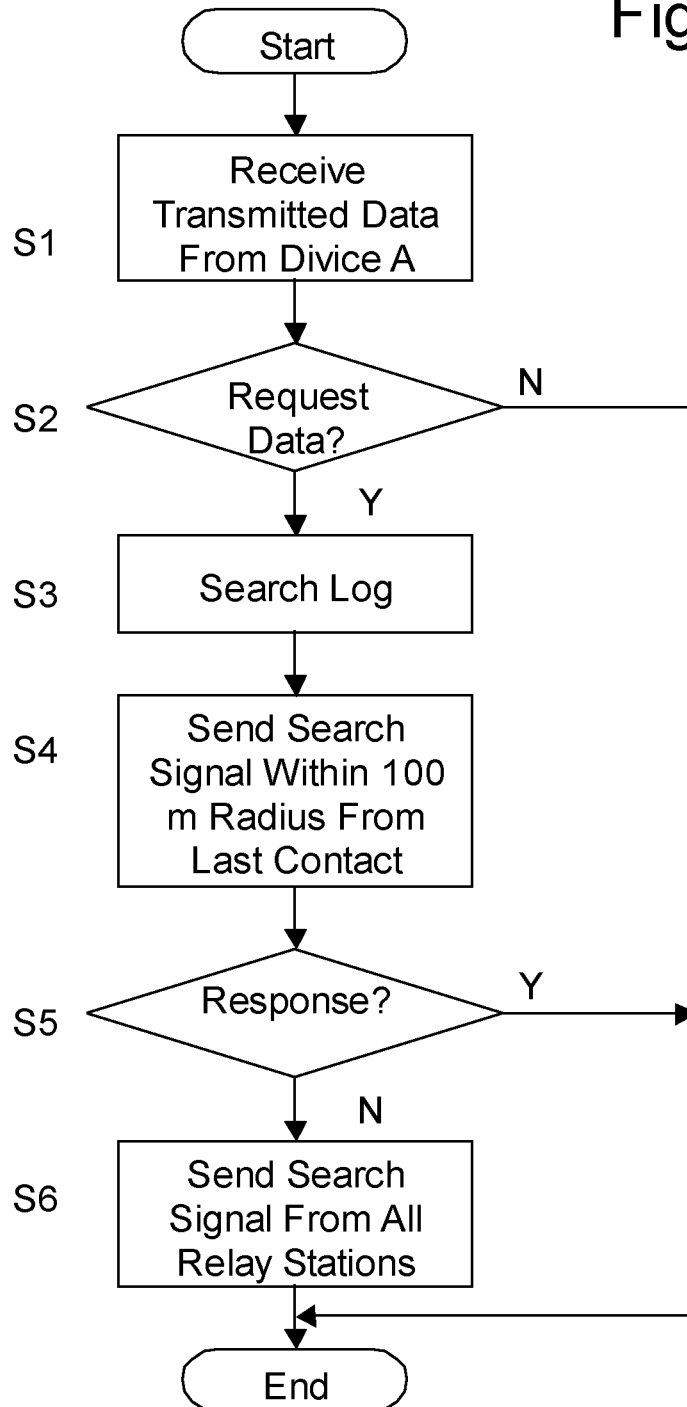 Fig
Start
S1
Receive
Transmitted Data
From Divice A
S2
Request
Data?
N
Y
S3
Search Log
S4
Send Search
Signal Within 100
m Radius From
Last Contact
S5
Response?
Y
N
S6
Send Search
Signal From All
Relay Stations
End